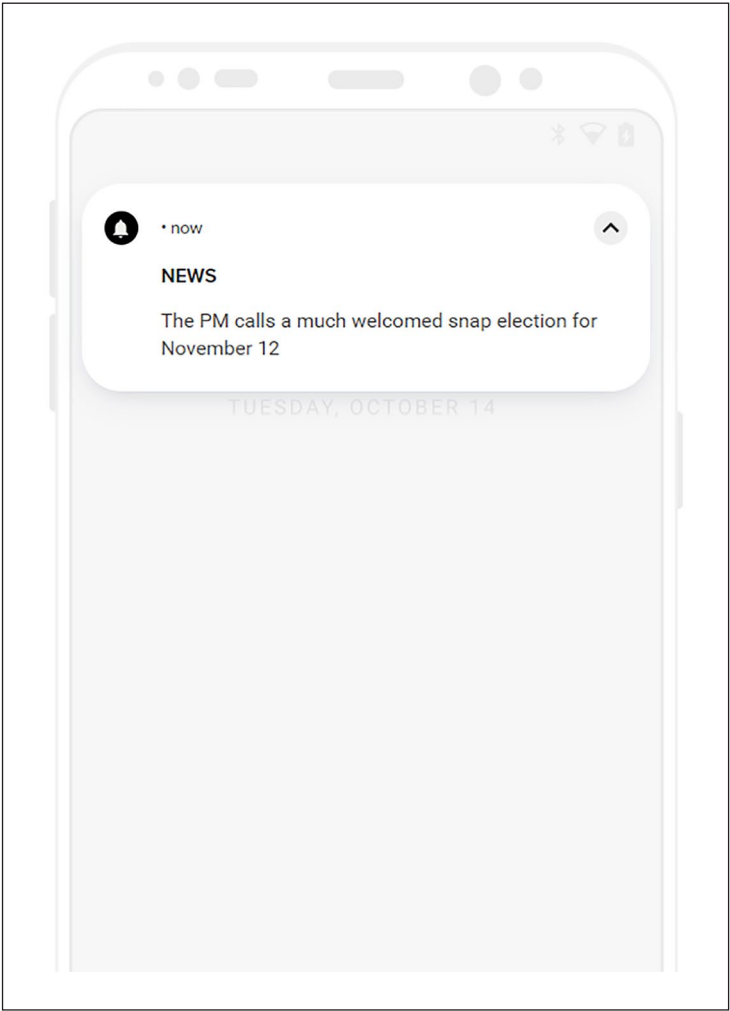 • now
NEWS
The PM calls a much welcomed snap election for
November 12
TUESDAY, OCTOBER 14